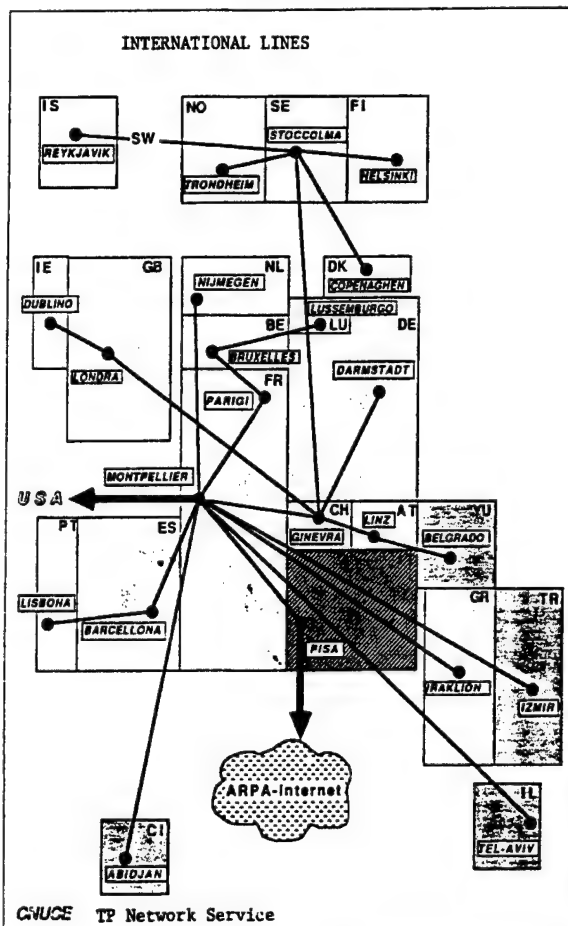 INTERNATIONAL LINES
IS
NO
SE
FI
SW
STOCCOLMA
REYKJAVIK
TRONDHEIM
HELSINKI
IE
GB
NL
DK
NIJMEGEN
COPENAGHEN
DUBLINO
LUSSEMBURGO
BE
LU
DE
BRUXELLES
LONDRA
DARMSTADT
FR
PARIGI
MONTPELLIER
USA
CH
AT
YU
LINZ
GINEVRA
BELGRADO
PT
ES
GR
TR
LISBONA
BARCELLONA
PISA
IRAKLION
IZMIR
ARPA-Internet
IL
CI
TEL-AVIV
ABIDJAN
CNUCE TP Network Service